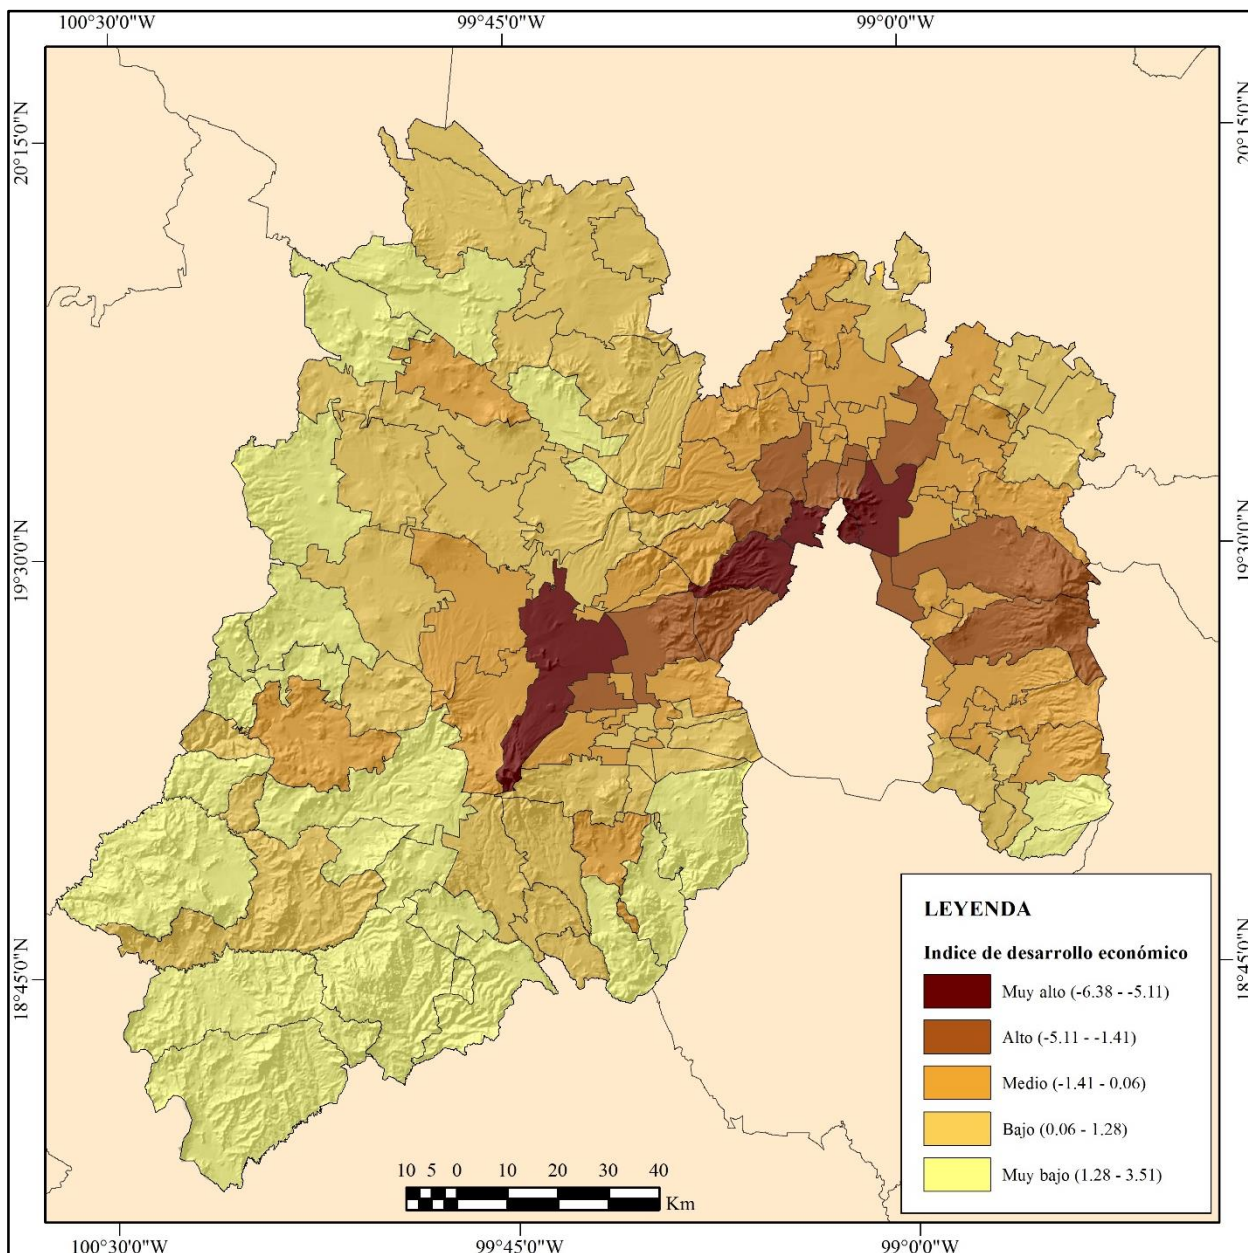 100°30'0"W 99°45'0"W 99°0'0"W
20°15'0"N 20°15'0"N
19°30'0"N 19°30'0"N
18°45'0"N 18°45'0"N
LEYENDA
Indice de desarrollo económico
Muy alto (-6.38 - -5.11)
Alto (-5.11 - -1.41)
Medio (-1.41 - 0.06)
Bajo (0.06 - 1.28)
Muy bajo (1.28 - 3.51)
10 5 0 10 20 30 40
Km
100°30'0"W 99°45'0"W 99°0'0"W